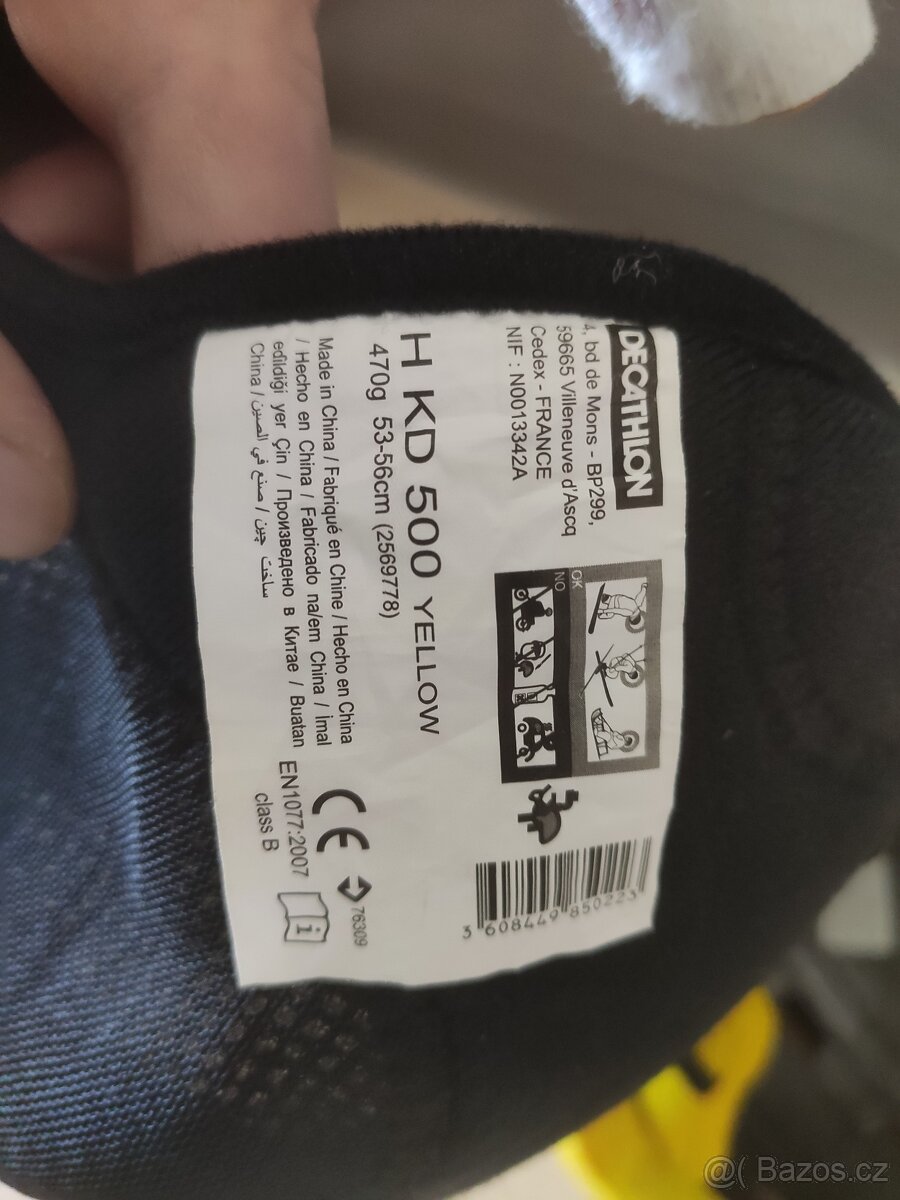 DECATHLON
4, bd de Mons - BP299,
59665 Villeneuve d'Ascq
Cedex - FRANCE
NIF : N0013342A
OK
NO
3 608449 850223
H KD 500 YELLOW
470g 53-56cm (2569778)
Made in China / Fabriqué en Chine / Hecho en China
/ Hecho en China / Fabricado na/em China / İmal
edildiği yer Çin / Произведено в Китае / Buatan
China / صنع في الصين / ساخت چین
CE
76309
EN1077:2007
class B
i
@( Bazos.cz